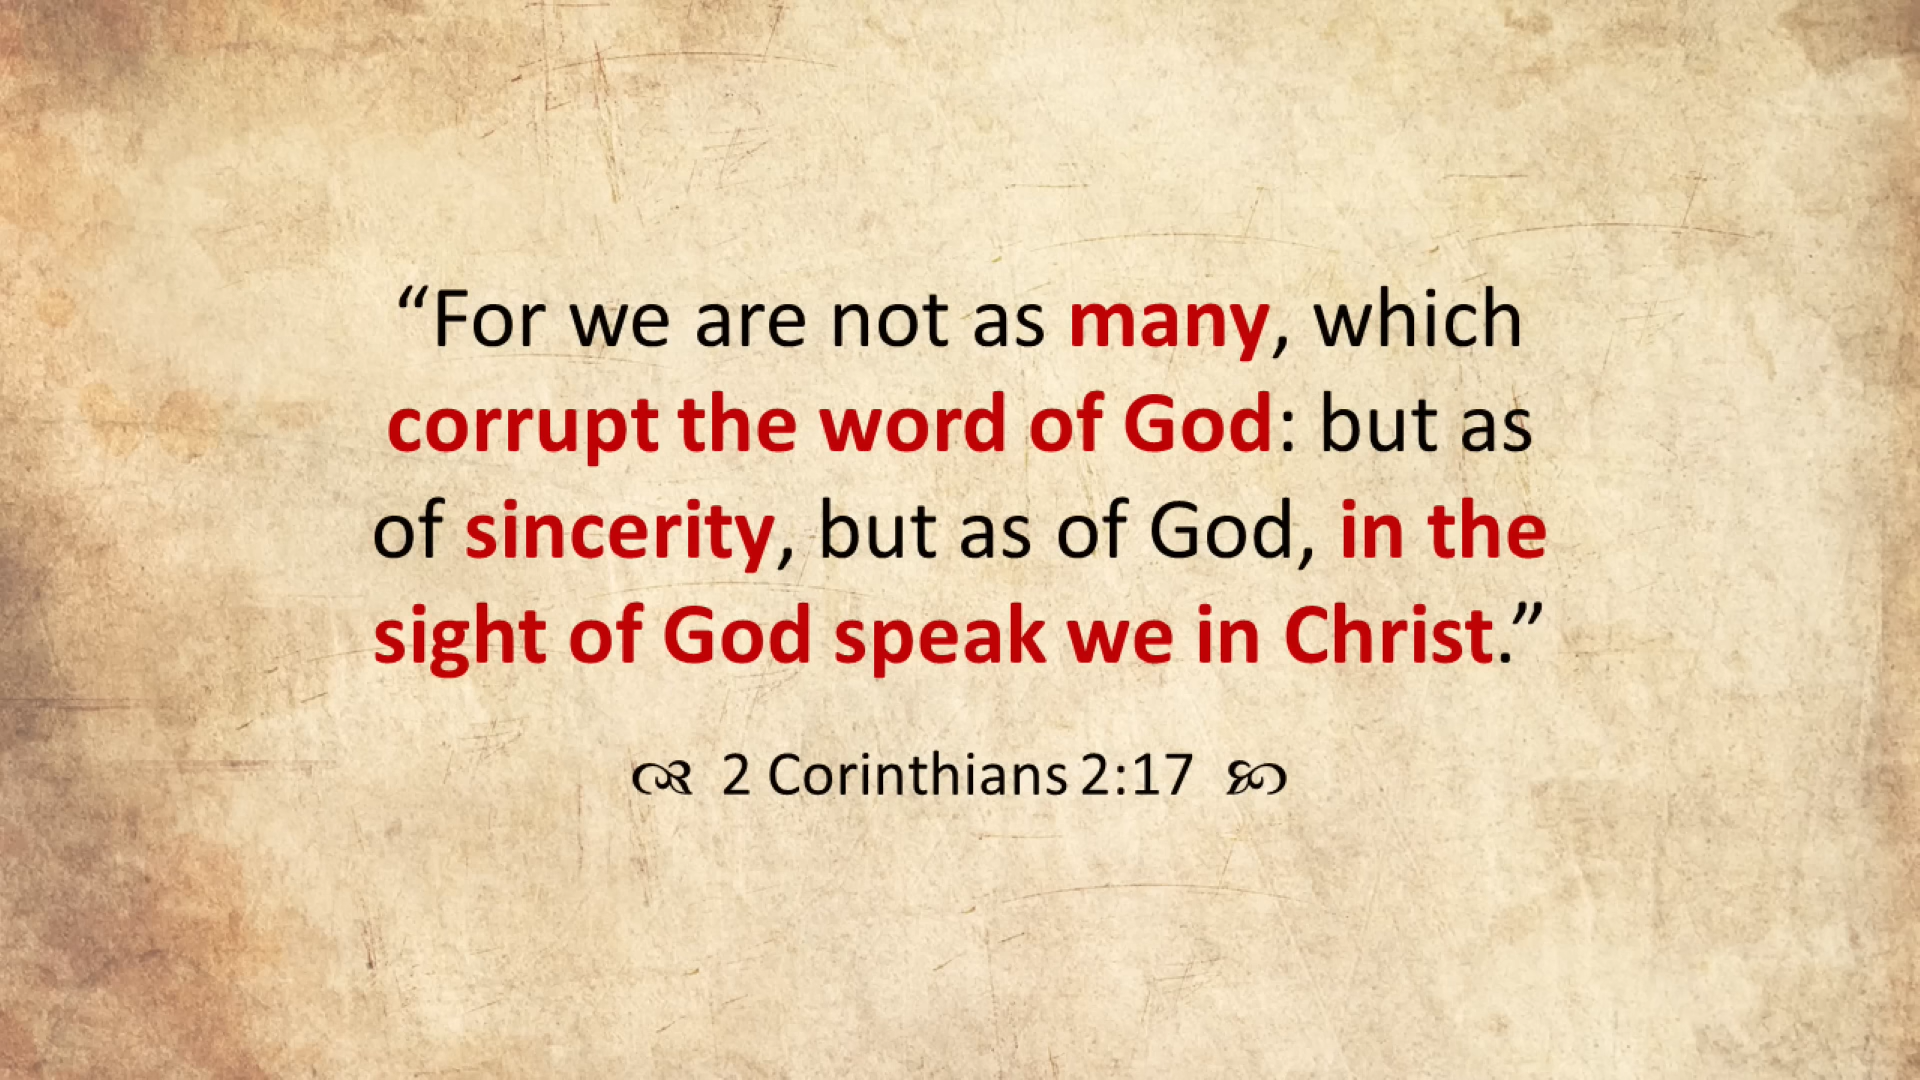 “For we are not as many, which
corrupt the word of God: but as
of sincerity, but as of God, in the
sight of God speak we in Christ.”
2 Corinthians 2:17